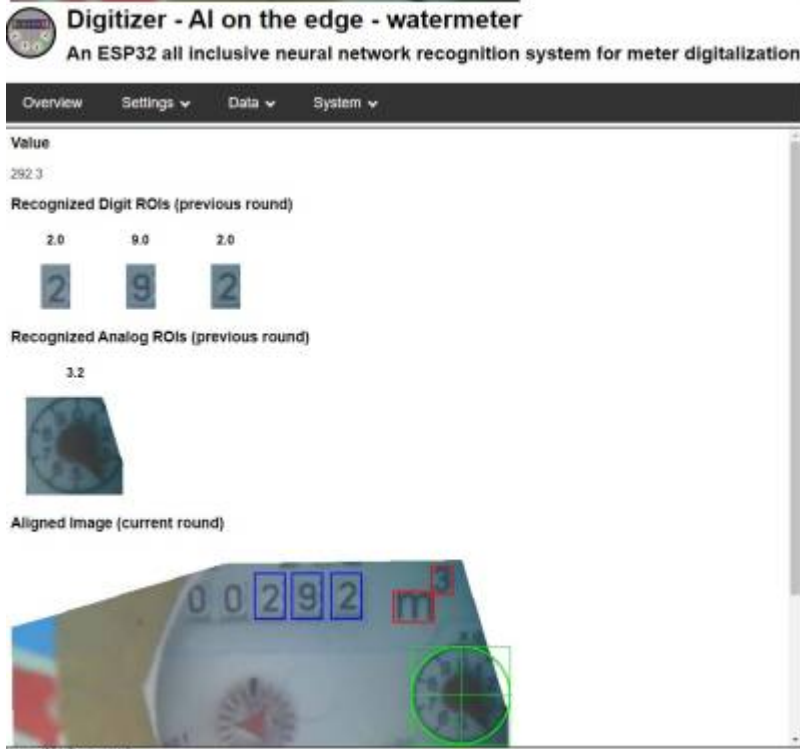 Digitizer - AI on the edge - watermeter
An ESP32 all inclusive neural network recognition system for meter digitalization
Overview Settings Data System
Value
292.3
Recognized Digit ROIs (previous round)
2.0 9.0 2.0
2 9 2
Recognized Analog ROIs (previous round)
3.2
Aligned Image (current round)
0 0 2 9 2 m3